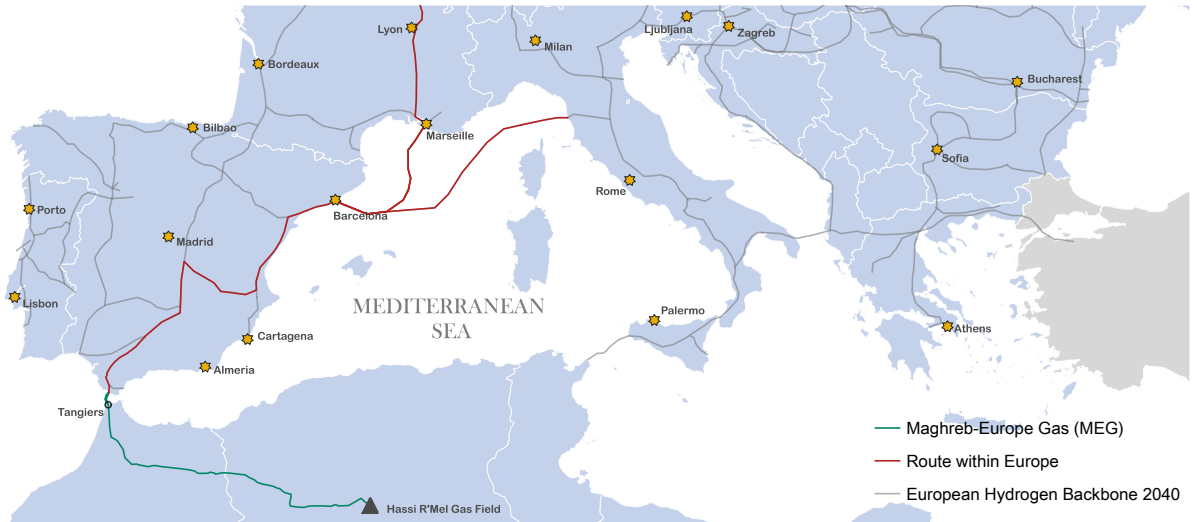 Lyon
Ljubljana
Zagreb
Milan
Bordeaux
Bucharest
Bilbao
Marseille
Sofia
Rome
Porto
Barcelona
Madrid
Lisbon
MEDITERRANEAN
SEA
Palermo
Cartagena
Athens
Almeria
Tangiers
Maghreb-Europe Gas (MEG)
Route within Europe
European Hydrogen Backbone 2040
Hassi R'Mel Gas Field